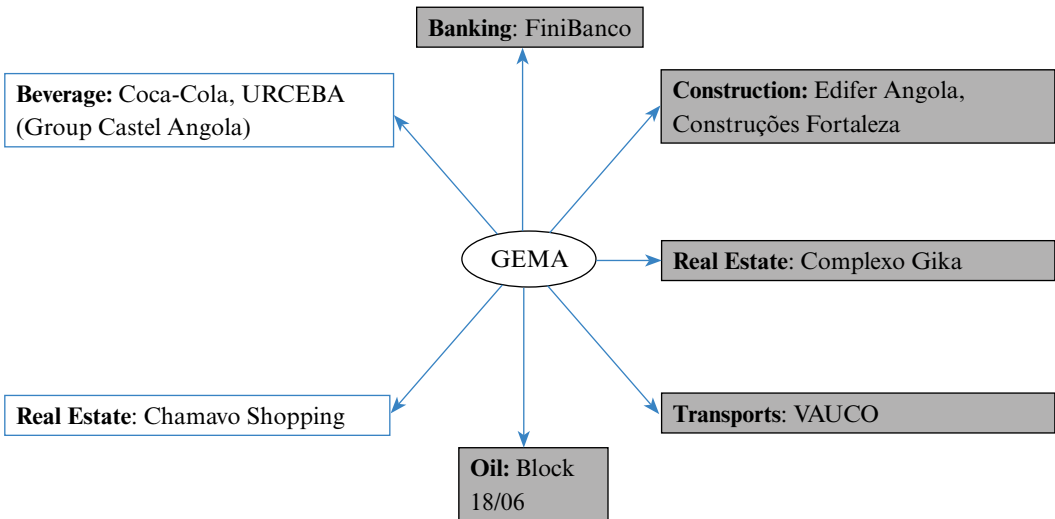 Banking: FiniBanco
Beverage: Coca-Cola, URCEBA
(Group Castel Angola)
Construction: Edifer Angola,
Construções Fortaleza
GEMA
Real Estate: Complexo Gika
Real Estate: Chamavo Shopping
Transports: VAUCO
Oil: Block
18/06